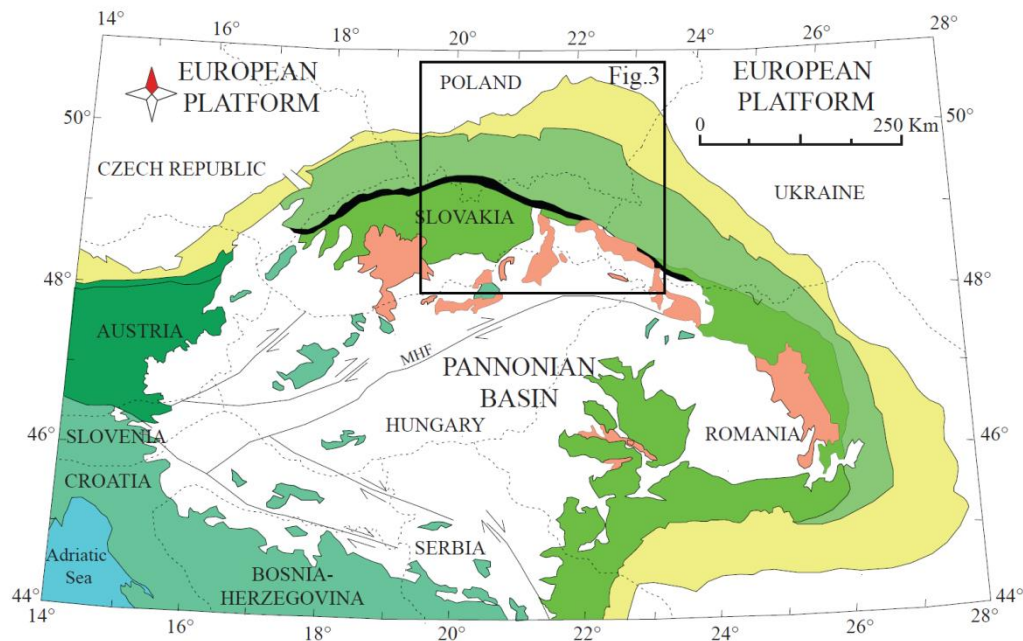 14°
16°
18°
20°
22°
24°
26°
28°
EUROPEAN
PLATFORM
POLAND
Fig.3
EUROPEAN
PLATFORM
0
250 Km
50°
50°
CZECH REPUBLIC
UKRAINE
SLOVAKIA
48°
48°
AUSTRIA
MHF
PANNONIAN
BASIN
HUNGARY
ROMANIA
46°
46°
SLOVENIA
CROATIA
SERBIA
Adriatic
Sea
BOSNIA-
HERZEGOVINA
44°
44°
14°
16°
18°
20°
22°
24°
26°
28°